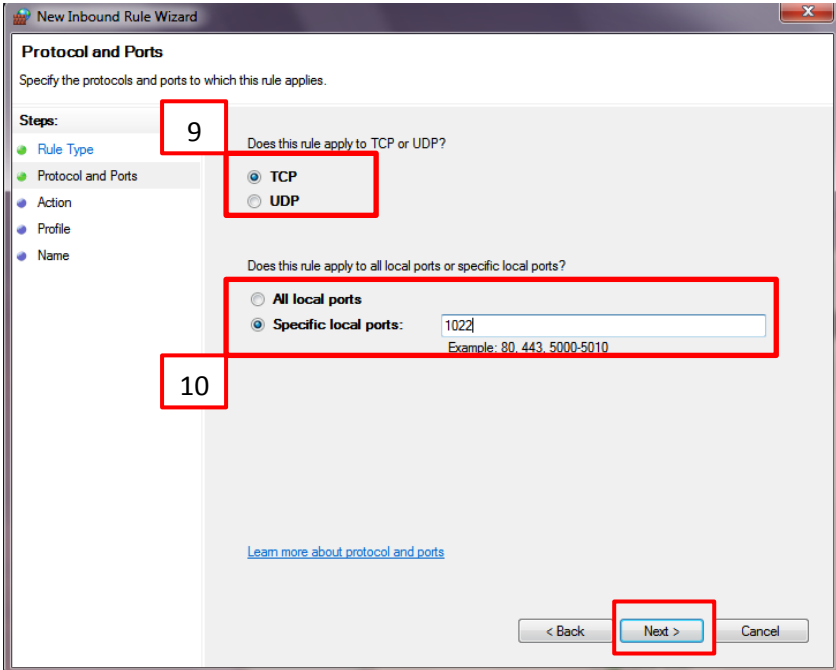 New Inbound Rule Wizard
X
Protocol and Ports
Specify the protocols and ports to which this rule applies.
Steps:
Rule Type
Protocol and Ports
Action
Profile
Name
9
Does this rule apply to TCP or UDP?
TCP
UDP
Does this rule apply to all local ports or specific local ports?
All local ports
Specific local ports: 1022
Example: 80, 443, 5000-5010
10
Learn more about protocol and ports
< Back Next > Cancel